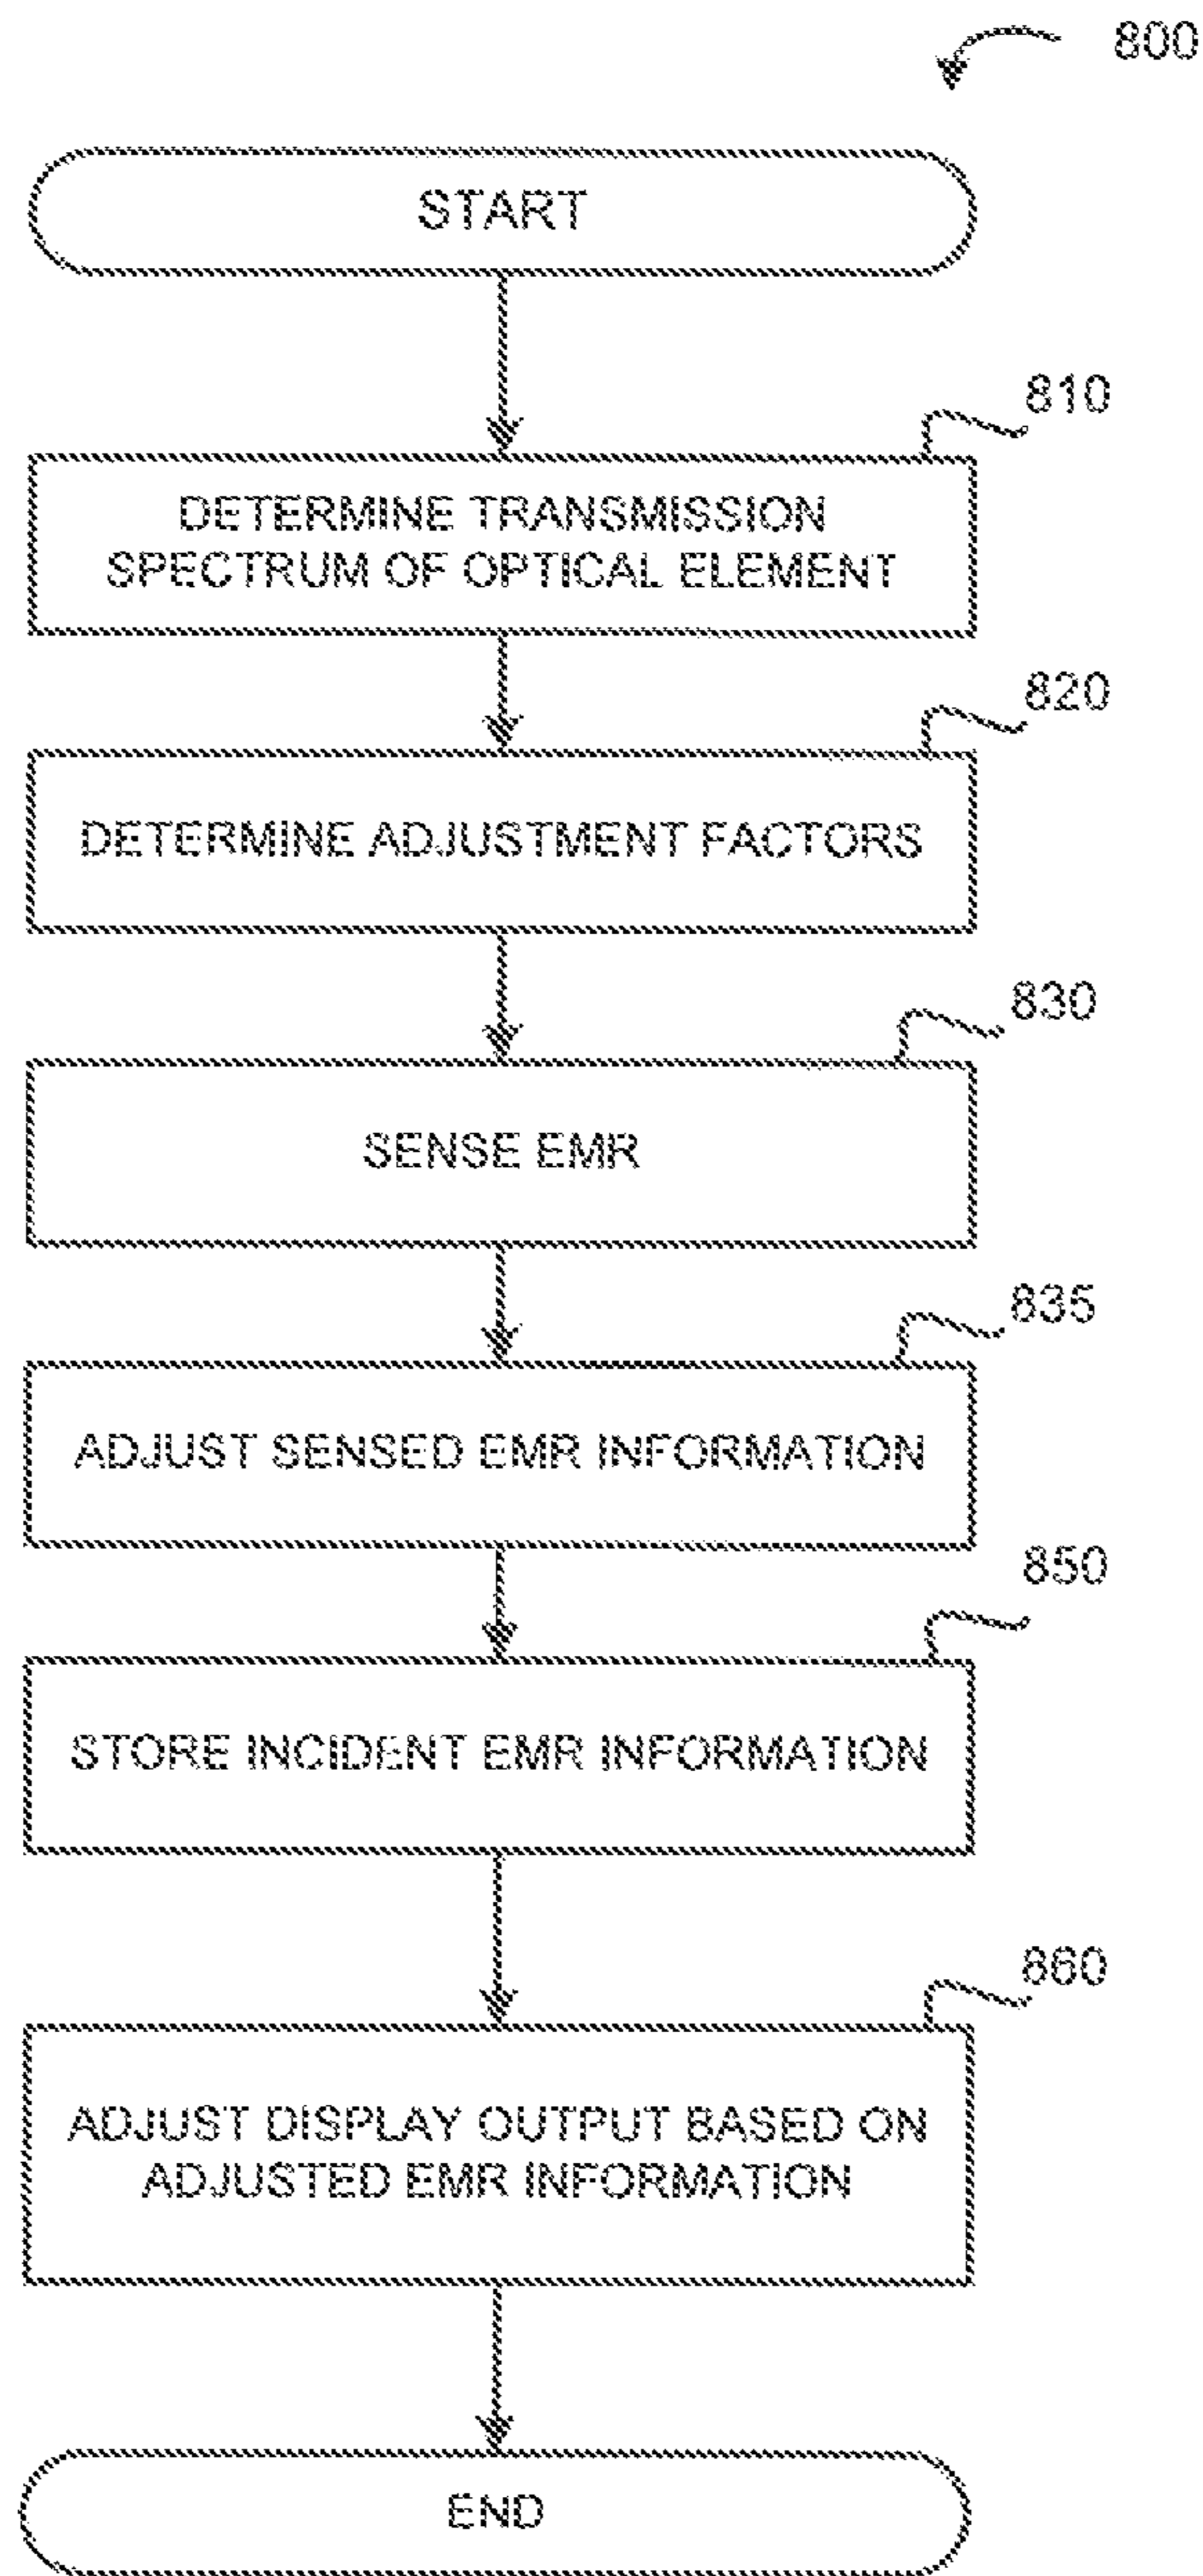 800
START
810
DETERMINE TRANSMISSION
SPECTRUM OF OPTICAL ELEMENT
820
DETERMINE ADJUSTMENT FACTORS
830
SENSE EMR
835
ADJUST SENSED EMR INFORMATION
850
STORE INCIDENT EMR INFORMATION
860
ADJUST DISPLAY OUTPUT BASED ON
ADJUSTED EMR INFORMATION
END